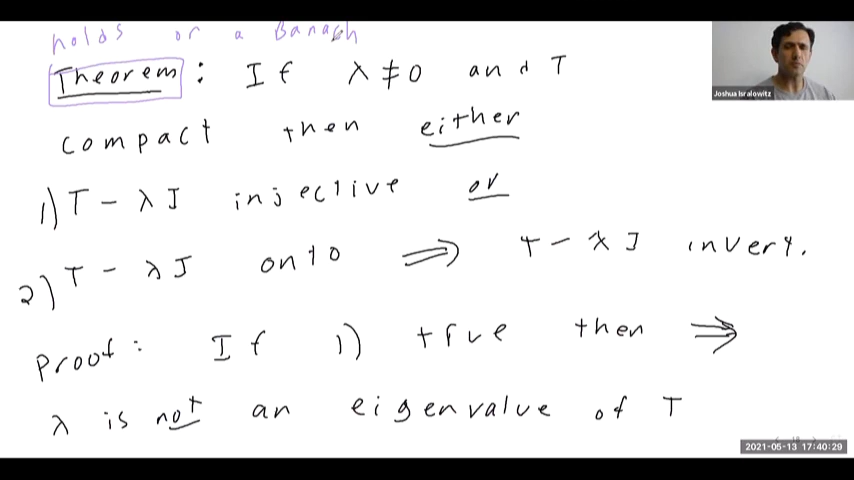 holds or a Banach
Theorem: If λ ≠ 0 and T
Joshua Isralowitz
compact then either
1) T - λI injective or
2) T - λI onto ⟹ T - λI invert.
Proof: If 1) true then ⟹
λ is not an eigenvalue of T
2021-05-13 17:40:29